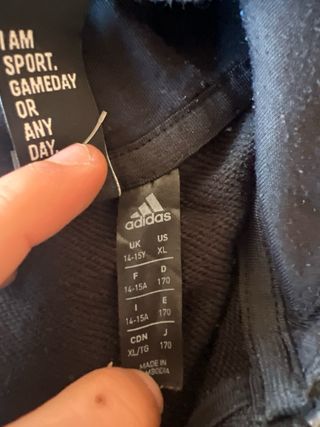 I AM
SPORT.
GAMEDAY
OR
ANY
DAY.
adidas
UK US
14-15Y XL
F D
14-15A 170
I E
14-15A 170
CDN J
XL/TG 170
MADE IN
CAMBODIA